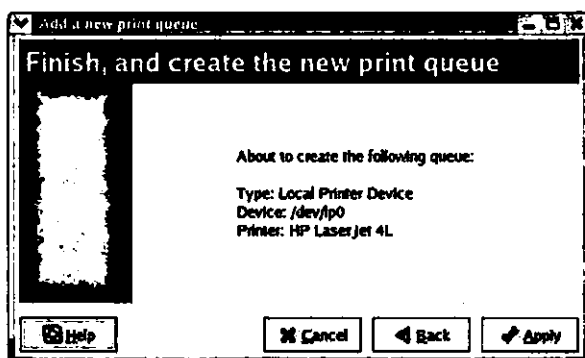 Add a new print queue
Finish, and create the new print queue
About to create the following queue:
Type: Local Printer Device
Device: /dev/lp0
Printer: HP LaserJet 4L
Help
Cancel
Back
Apply